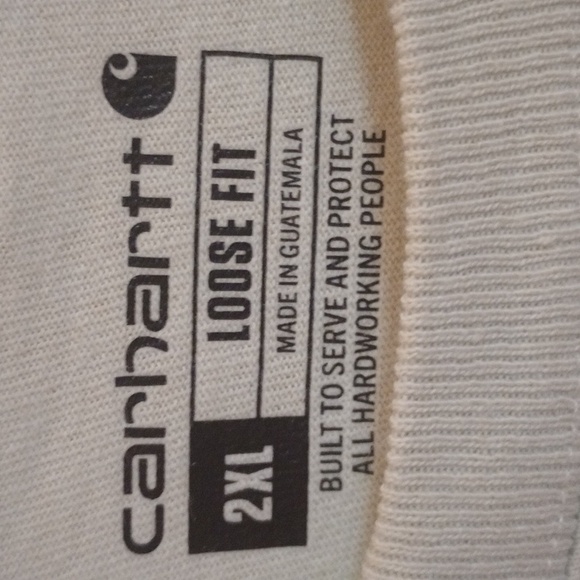 carhartt
2XL
LOOSE FIT
MADE IN GUATEMALA
BUILT TO SERVE AND PROTECT
ALL HARDWORKING PEOPLE